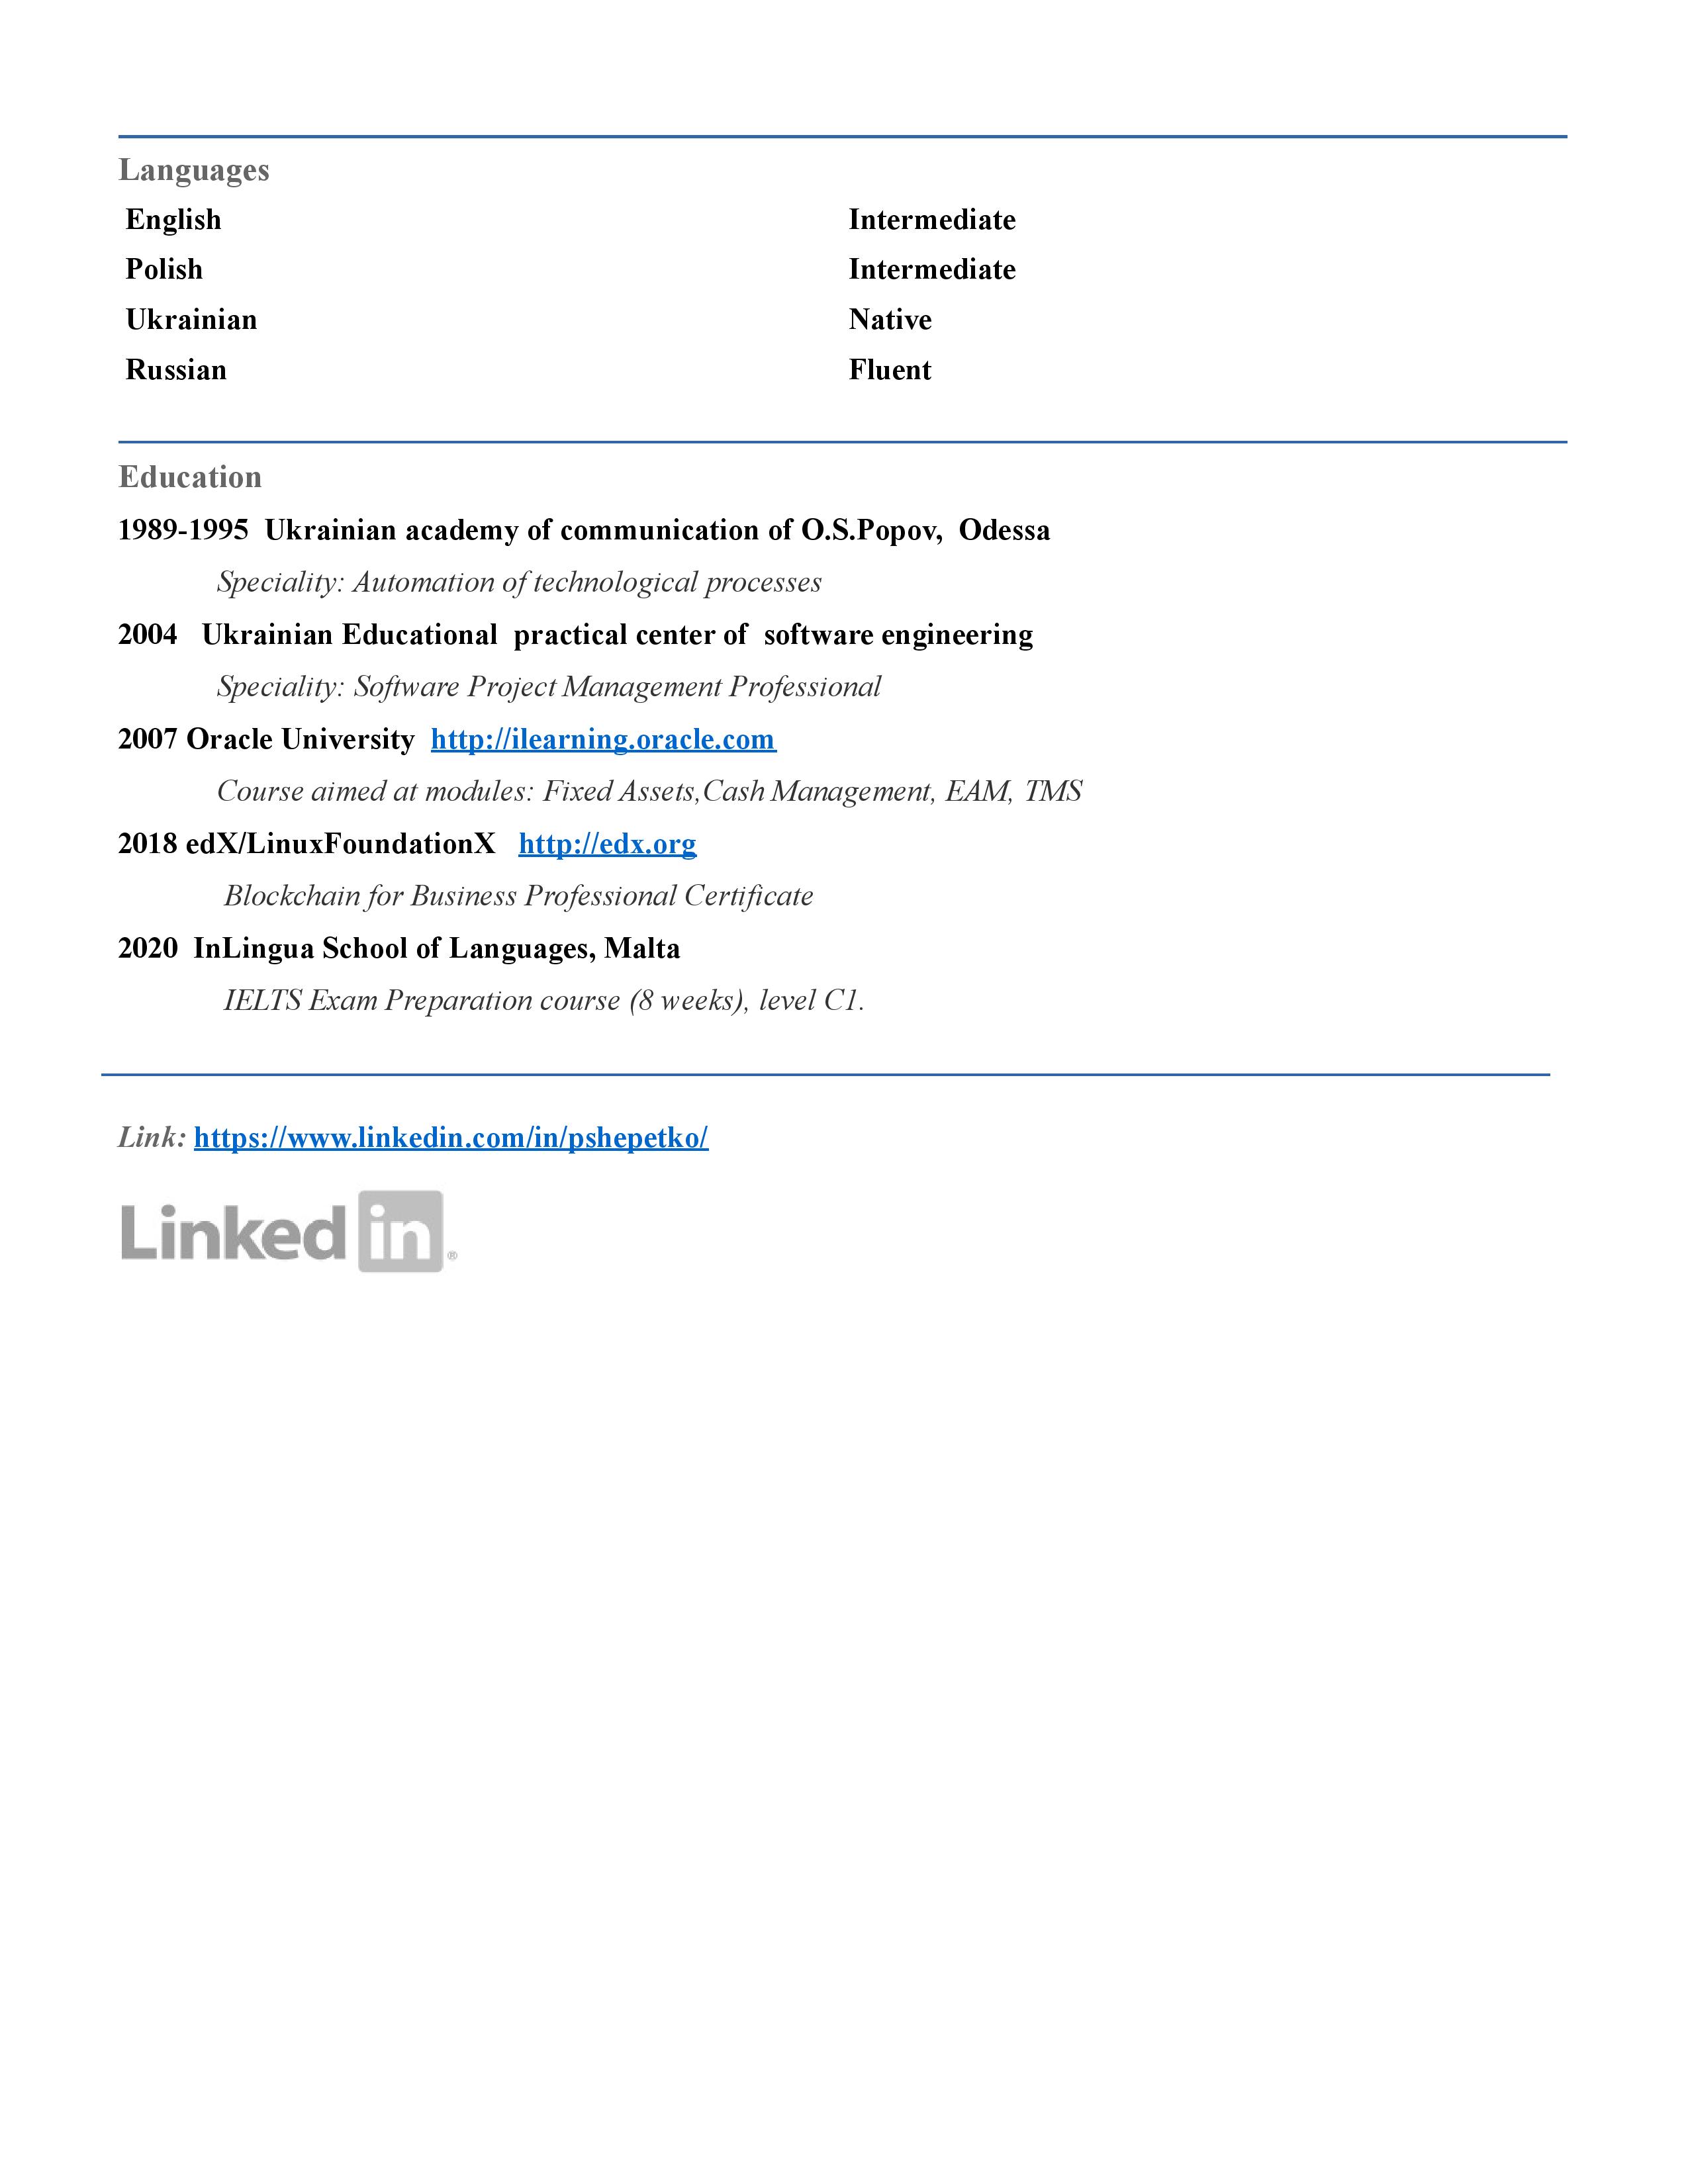 Languages
English Intermediate
Polish Intermediate
Ukrainian Native
Russian Fluent
Education
1989-1995 Ukrainian academy of communication of O.S.Popov, Odessa
Speciality: Automation of technological processes
2004 Ukrainian Educational practical center of software engineering
Speciality: Software Project Management Professional
2007 Oracle University http://ilearning.oracle.com
Course aimed at modules: Fixed Assets,Cash Management, EAM, TMS
2018 edX/LinuxFoundationX http://edx.org
Blockchain for Business Professional Certificate
2020 InLingua School of Languages, Malta
IELTS Exam Preparation course (8 weeks), level C1.
Link: https://www.linkedin.com/in/pshepetko/
Linked in ®